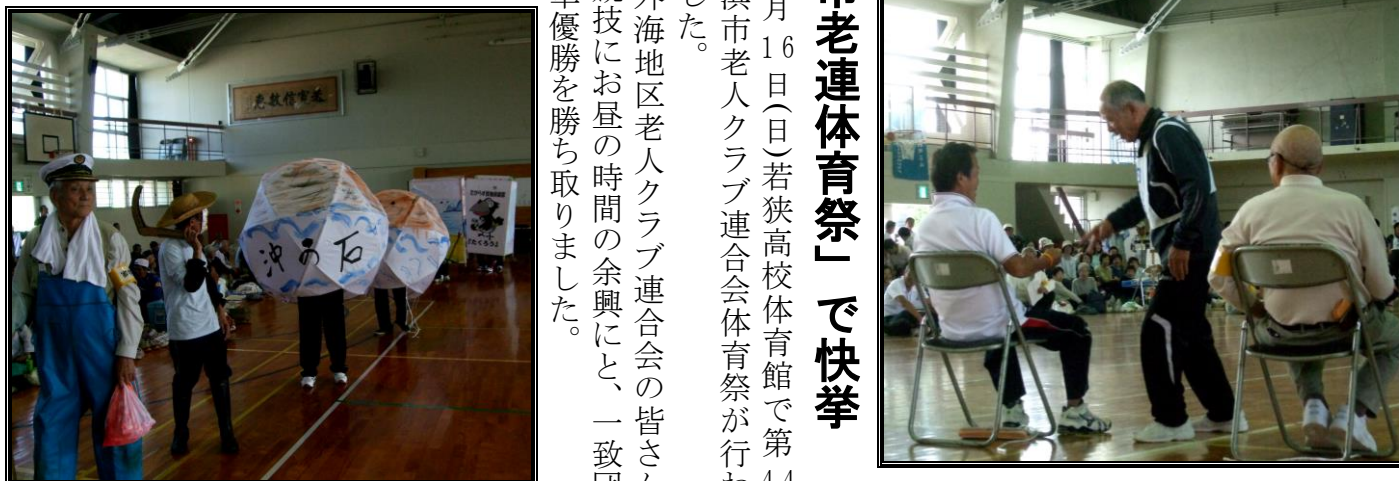 市老連体育祭」で快挙
月16日(日)若狭高校体育館で第44
浜市老人クラブ連合会体育祭が行わ
した。
外海地区老人クラブ連合会の皆さん
競技にお昼の時間の余興にと、一致団
準優勝を勝ち取りました。
沖の石